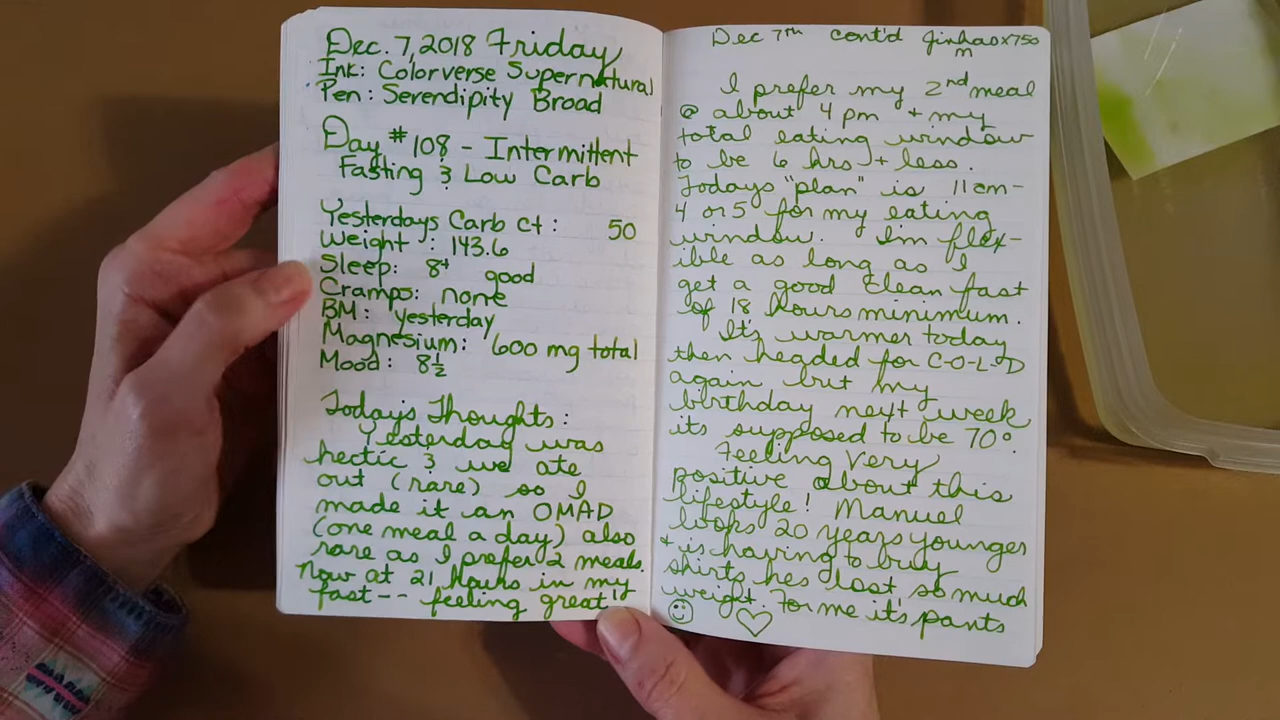 Dec. 7, 2018 Friday
Ink: Colorverse Supernatural
Pen: Serendipity Broad
Day #108 - Intermittent
Fasting & Low Carb
Yesterdays Carb Ct: 50
Weight : 143.6
Sleep: 8+ good
Cramps: none
BM: yesterday
Magnesium: 600 mg total
Mood: 8½
Today's Thoughts:
Yesterday was
hectic & we ate
out (rare) so I
made it an OMAD
(one meal a day) also
rare as I prefer 2 meals.
Now at 21 hours in my
fast-- feeling great!
Dec 7th cont'd Jinhao x750
m
I prefer my 2nd meal
@ about 4 pm + my
total eating window
to be 6 hrs + less.
Todays "plan" is 11am-
4 or 5 for my eating
window. Im flex-
ible as long as I
get a good clean fast
of 18 hours minimum.
It's warmer today
then headed for C-O-L-D
again but my
birthday next week
its supposed to be 70°
Feeling very
positive about this
lifestyle! Manuel
looks 20 years younger
+ is having to buy
shirts hes lost so much
weight. For me it's pants